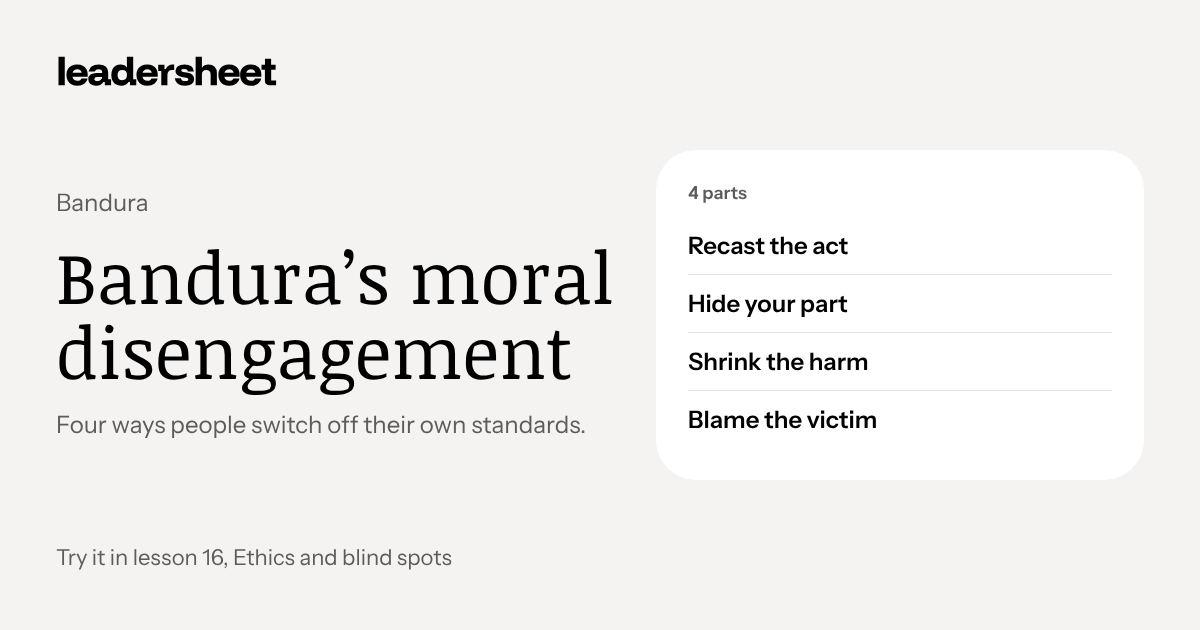 leadersheet
Bandura
Bandura’s moral
disengagement
Four ways people switch off their own standards.
4 parts
Recast the act
Hide your part
Shrink the harm
Blame the victim
Try it in lesson 16, Ethics and blind spots